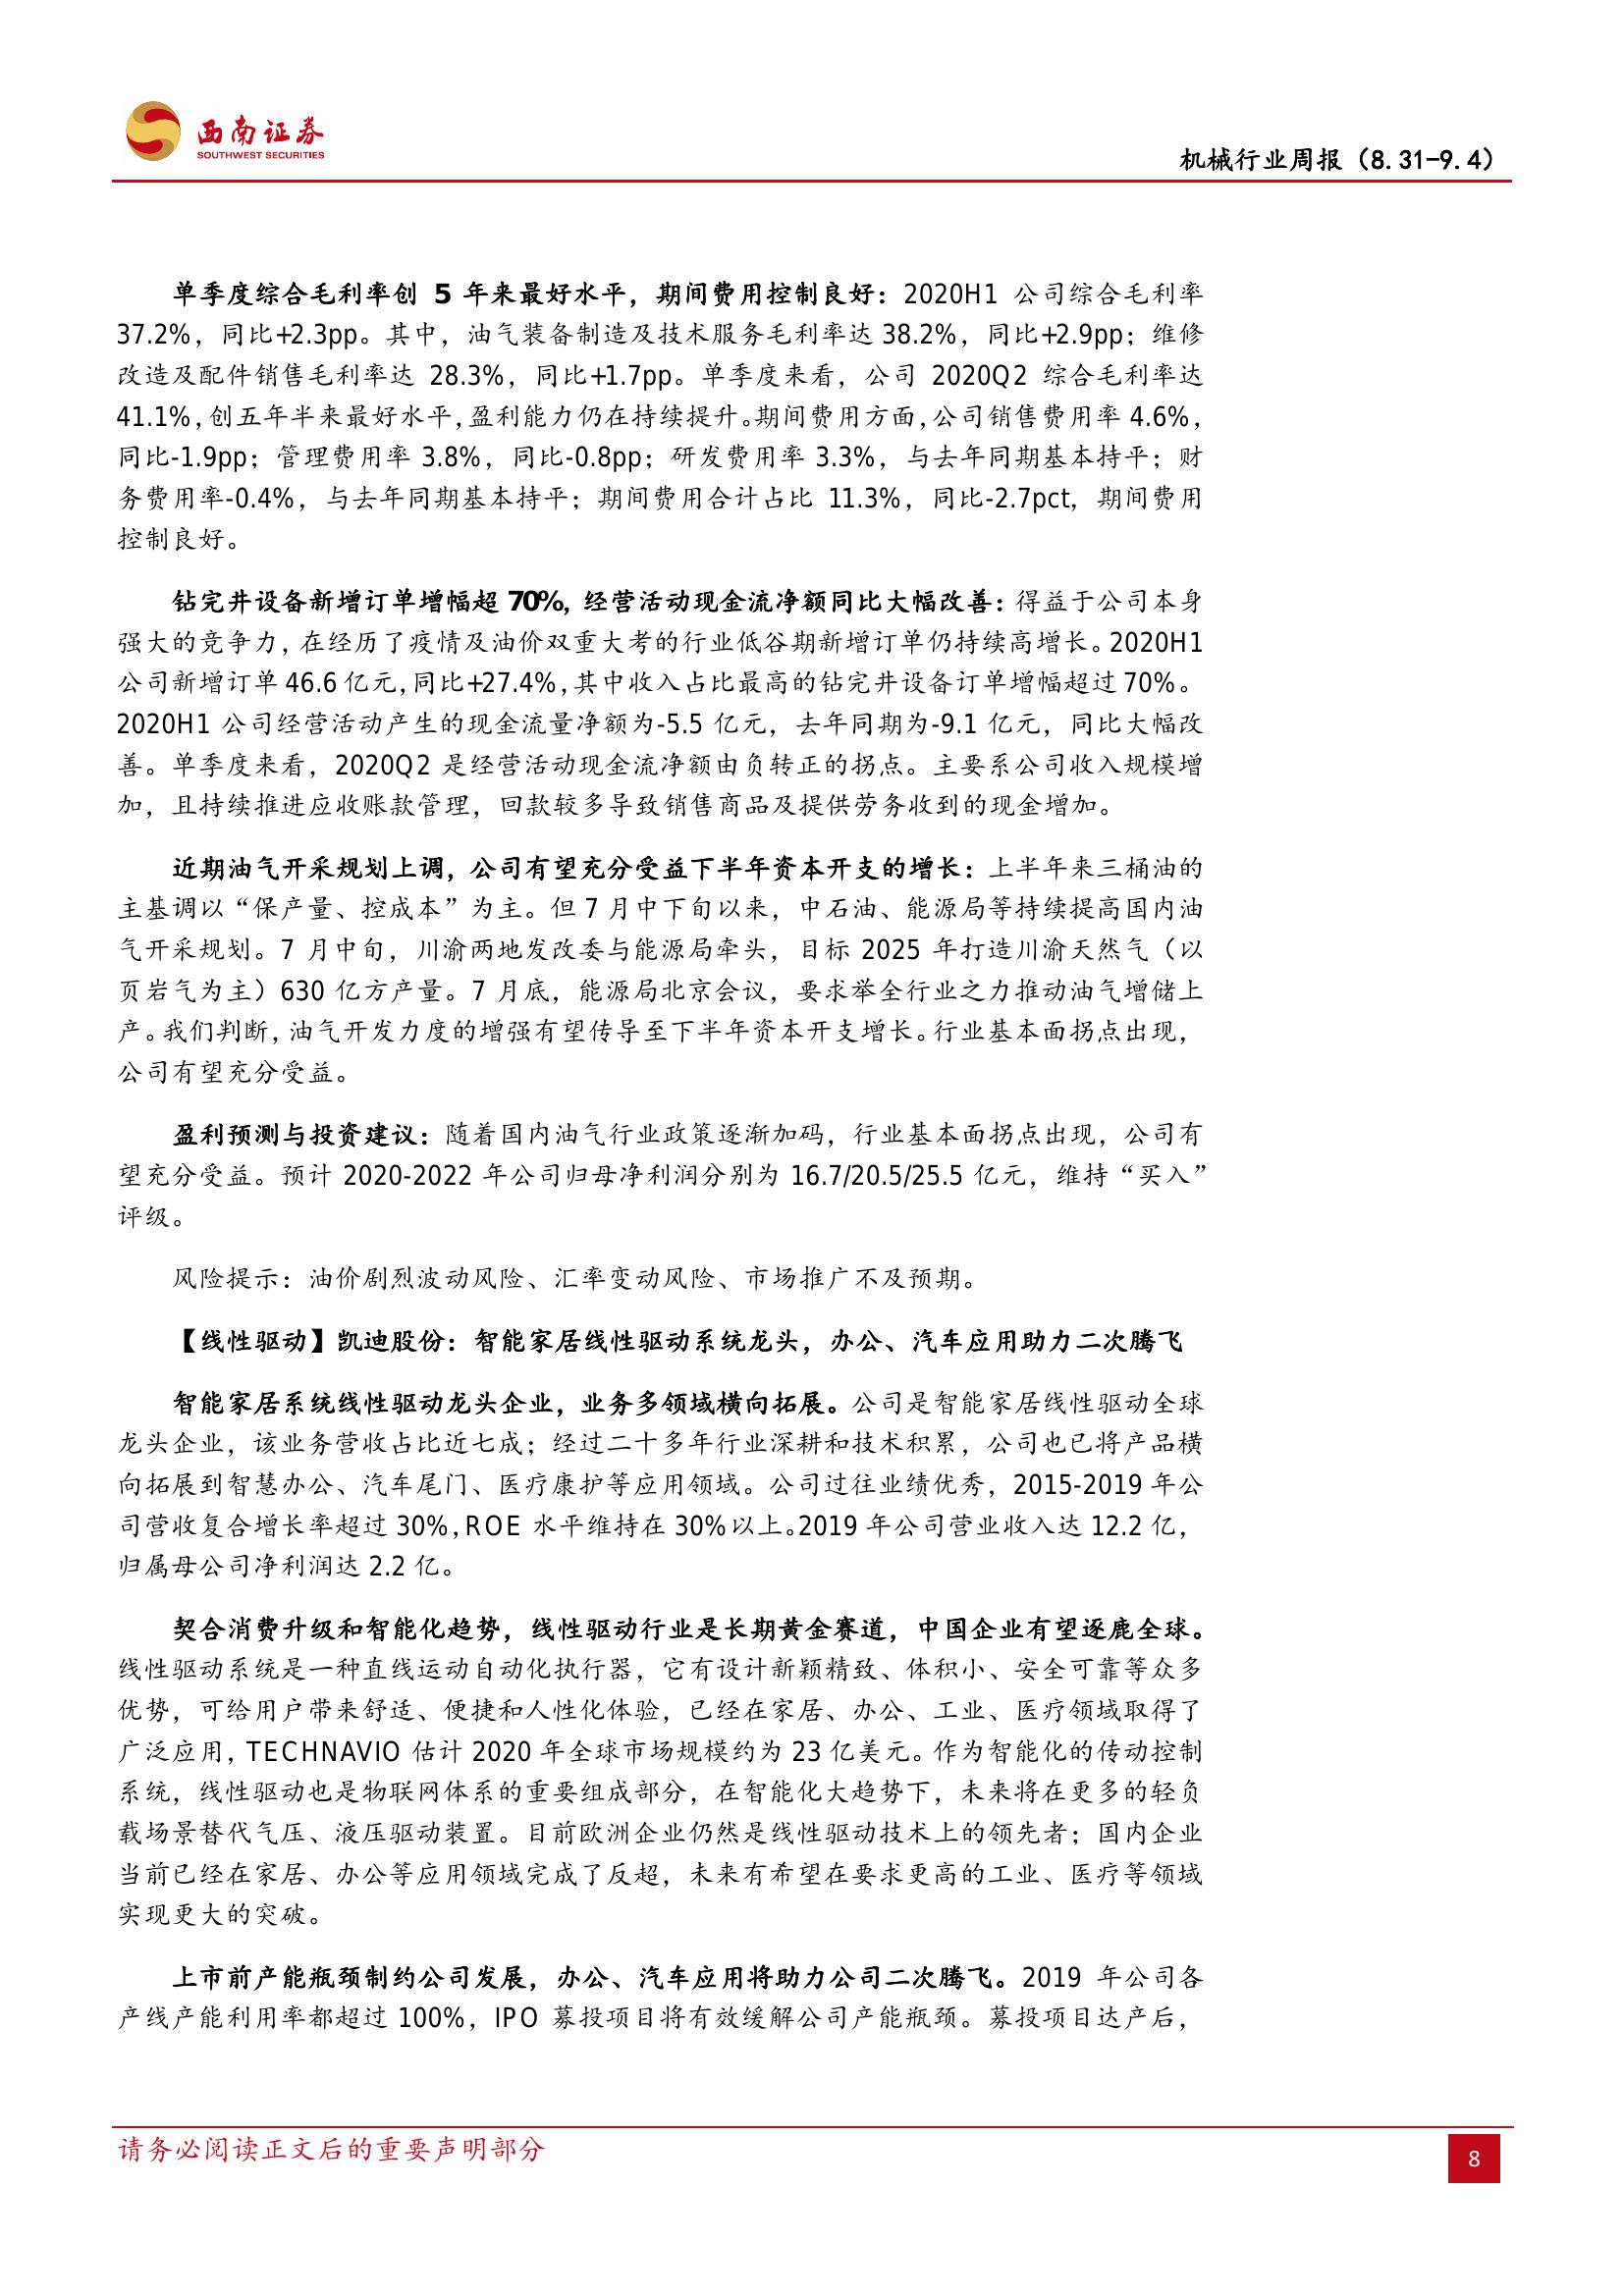 西南证券
SOUTHWEST SECURITIES
机械行业周报（8.31-9.4）
单季度综合毛利率创 5 年来最好水平，期间费用控制良好：2020H1 公司综合毛利率
37.2%，同比+2.3pp。其中，油气装备制造及技术服务毛利率达 38.2%，同比+2.9pp；维修
改造及配件销售毛利率达 28.3%，同比+1.7pp。单季度来看，公司 2020Q2 综合毛利率达
41.1%，创五年半来最好水平，盈利能力仍在持续提升。期间费用方面，公司销售费用率 4.6%，
同比-1.9pp；管理费用率 3.8%，同比-0.8pp；研发费用率 3.3%，与去年同期基本持平；财
务费用率-0.4%，与去年同期基本持平；期间费用合计占比 11.3%，同比-2.7pct，期间费用
控制良好。
钻完井设备新增订单增幅超 70%，经营活动现金流净额同比大幅改善：得益于公司本身
强大的竞争力，在经历了疫情及油价双重大考的行业低谷期新增订单仍持续高增长。2020H1
公司新增订单 46.6 亿元，同比+27.4%，其中收入占比最高的钻完井设备订单增幅超过 70%。
2020H1 公司经营活动产生的现金流量净额为-5.5 亿元，去年同期为-9.1 亿元，同比大幅改
善。单季度来看，2020Q2 是经营活动现金流净额由负转正的拐点。主要系公司收入规模增
加，且持续推进应收账款管理，回款较多导致销售商品及提供劳务收到的现金增加。
近期油气开采规划上调，公司有望充分受益下半年资本开支的增长：上半年来三桶油的
主基调以“保产量、控成本”为主。但 7 月中下旬以来，中石油、能源局等持续提高国内油
气开采规划。7 月中旬，川渝两地发改委与能源局牵头，目标 2025 年打造川渝天然气（以
页岩气为主）630 亿方产量。7 月底，能源局北京会议，要求举全行业之力推动油气增储上
产。我们判断，油气开发力度的增强有望传导至下半年资本开支增长。行业基本面拐点出现，
公司有望充分受益。
盈利预测与投资建议：随着国内油气行业政策逐渐加码，行业基本面拐点出现，公司有
望充分受益。预计 2020-2022 年公司归母净利润分别为 16.7/20.5/25.5 亿元，维持“买入”
评级。
风险提示：油价剧烈波动风险、汇率变动风险、市场推广不及预期。
【线性驱动】凯迪股份：智能家居线性驱动系统龙头，办公、汽车应用助力二次腾飞
智能家居系统线性驱动龙头企业，业务多领域横向拓展。公司是智能家居线性驱动全球
龙头企业，该业务营收占比近七成；经过二十多年行业深耕和技术积累，公司也已将产品横
向拓展到智慧办公、汽车尾门、医疗康护等应用领域。公司过往业绩优秀，2015-2019 年公
司营收复合增长率超过 30%，ROE 水平维持在 30%以上。2019 年公司营业收入达 12.2 亿，
归属母公司净利润达 2.2 亿。
契合消费升级和智能化趋势，线性驱动行业是长期黄金赛道，中国企业有望逐鹿全球。
线性驱动系统是一种直线运动自动化执行器，它有设计新颖精致、体积小、安全可靠等众多
优势，可给用户带来舒适、便捷和人性化体验，已经在家居、办公、工业、医疗领域取得了
广泛应用，TECHNAVIO 估计 2020 年全球市场规模约为 23 亿美元。作为智能化的传动控制
系统，线性驱动也是物联网体系的重要组成部分，在智能化大趋势下，未来将在更多的轻负
载场景替代气压、液压驱动装置。目前欧洲企业仍然是线性驱动技术上的领先者；国内企业
当前已经在家居、办公等应用领域完成了反超，未来有希望在要求更高的工业、医疗等领域
实现更大的突破。
上市前产能瓶颈制约公司发展，办公、汽车应用将助力公司二次腾飞。2019 年公司各
产线产能利用率都超过 100%，IPO 募投项目将有效缓解公司产能瓶颈。募投项目达产后，
请务必阅读正文后的重要声明部分
8